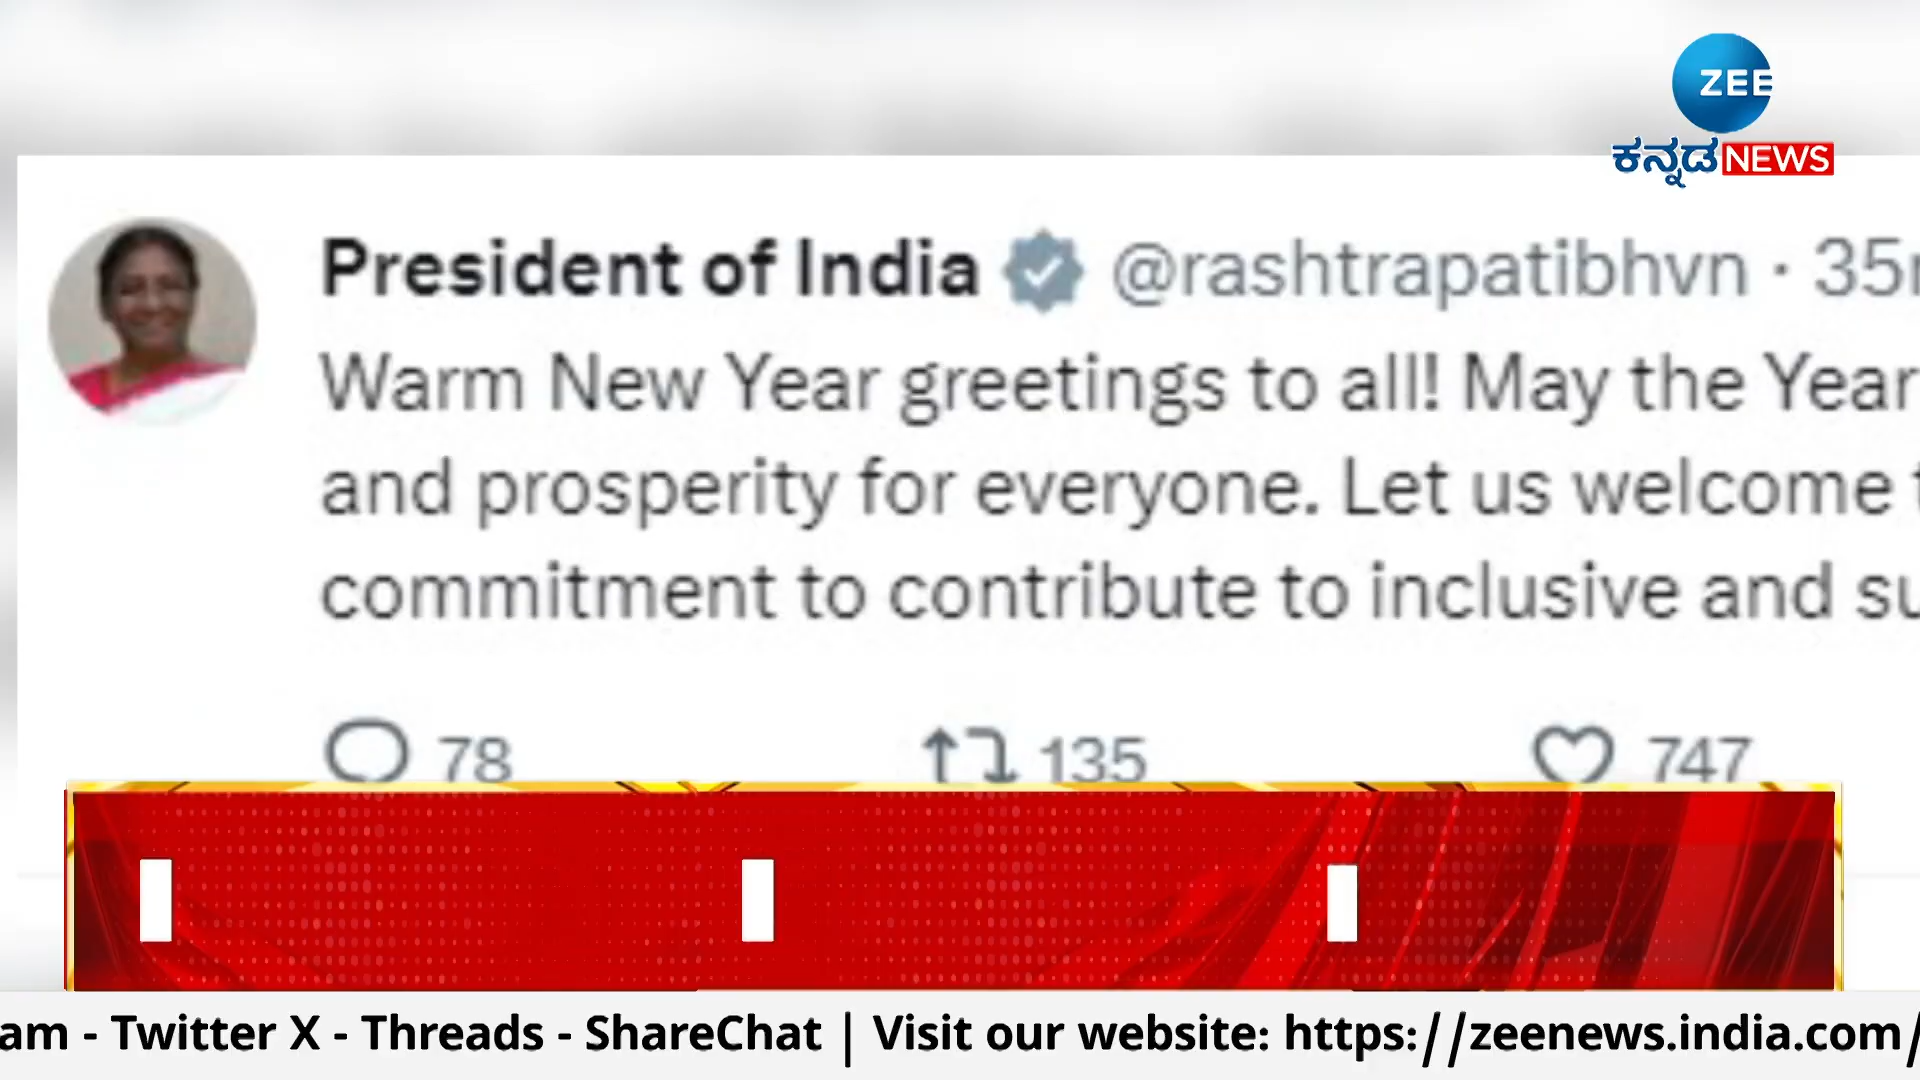 ZEE
ಕನ್ನಡ NEWS
President of India @rashtrapatibhvn · 35
Warm New Year greetings to all! May the Year
and prosperity for everyone. Let us welcome
commitment to contribute to inclusive and su
78 135 747
am - Twitter X - Threads - ShareChat | Visit our website: https://zeenews.india.com/